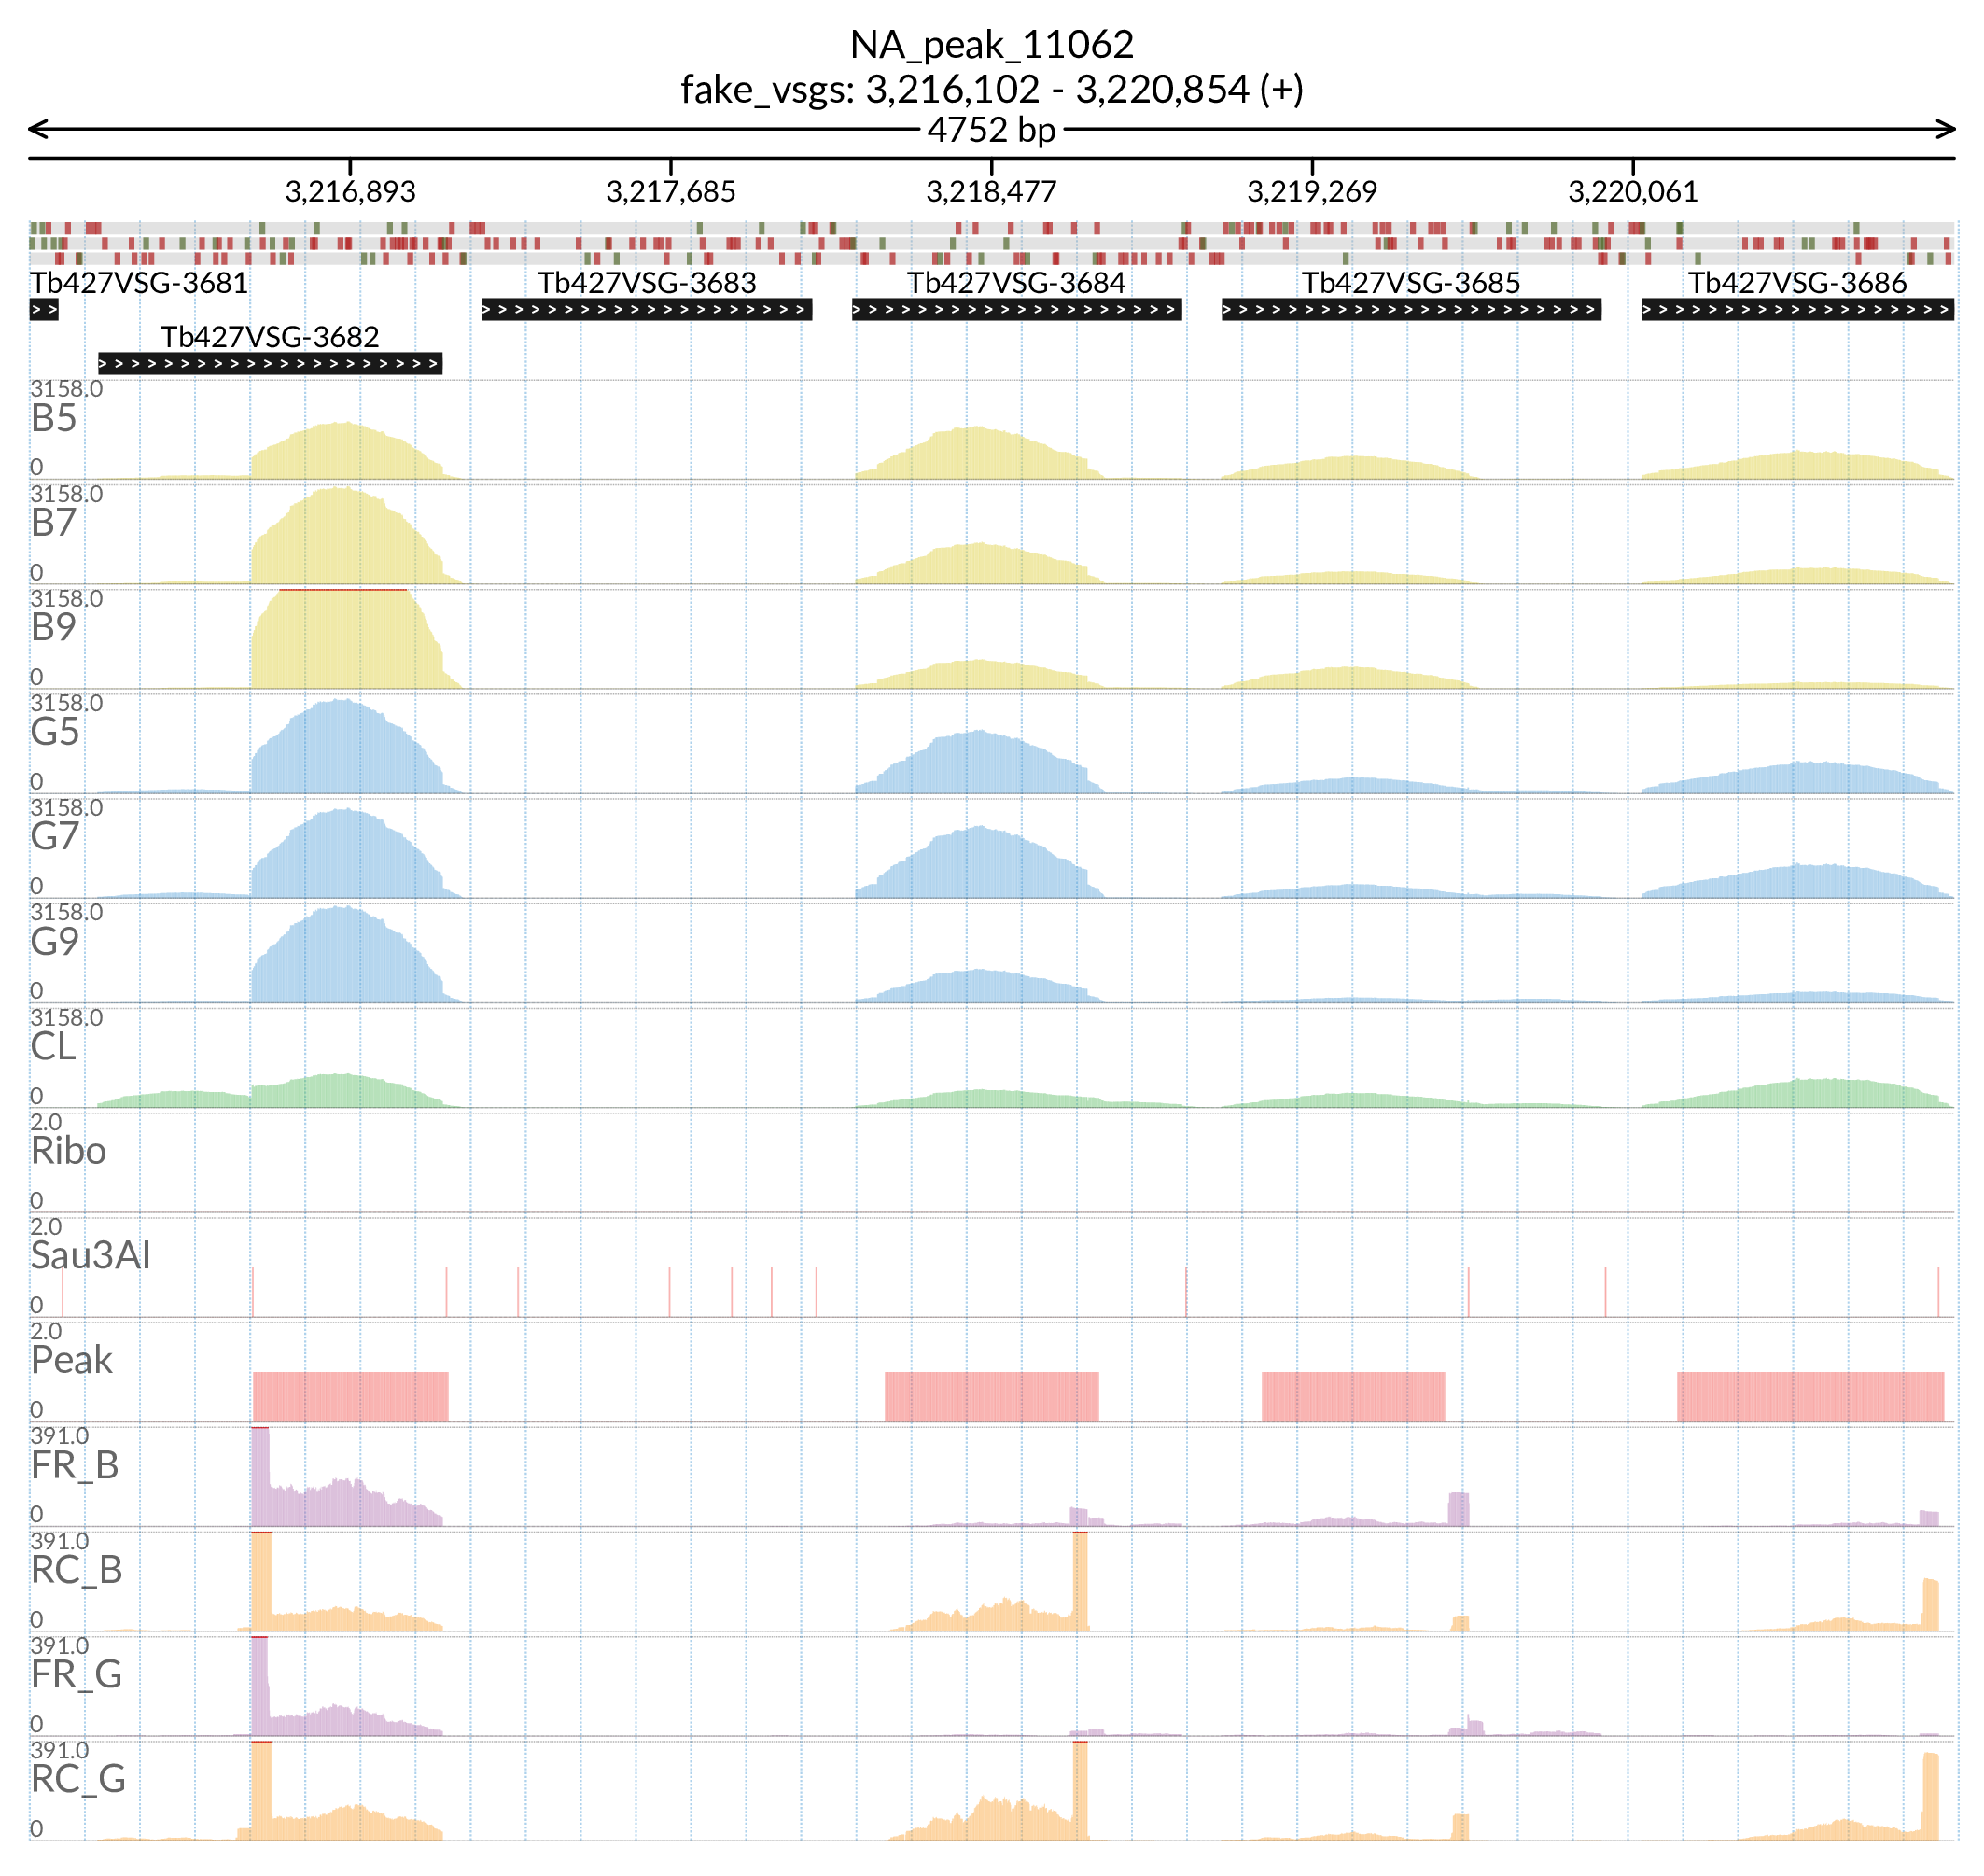 NA_peak_11062
fake_vsgs: 3,216,102 - 3,220,854 (+)
4752 bp
3,216,893 3,217,685 3,218,477 3,219,269 3,220,061
Tb427VSG-3681 Tb427VSG-3683 Tb427VSG-3684 Tb427VSG-3685 Tb427VSG-3686
Tb427VSG-3682
3158.0
B5
0
3158.0
B7
0
3158.0
B9
0
3158.0
G5
0
3158.0
G7
0
3158.0
G9
0
3158.0
CL
0
2.0
Ribo
0
2.0
Sau3AI
0
2.0
Peak
0
391.0
FR_B
0
391.0
RC_B
0
391.0
FR_G
0
391.0
RC_G
0